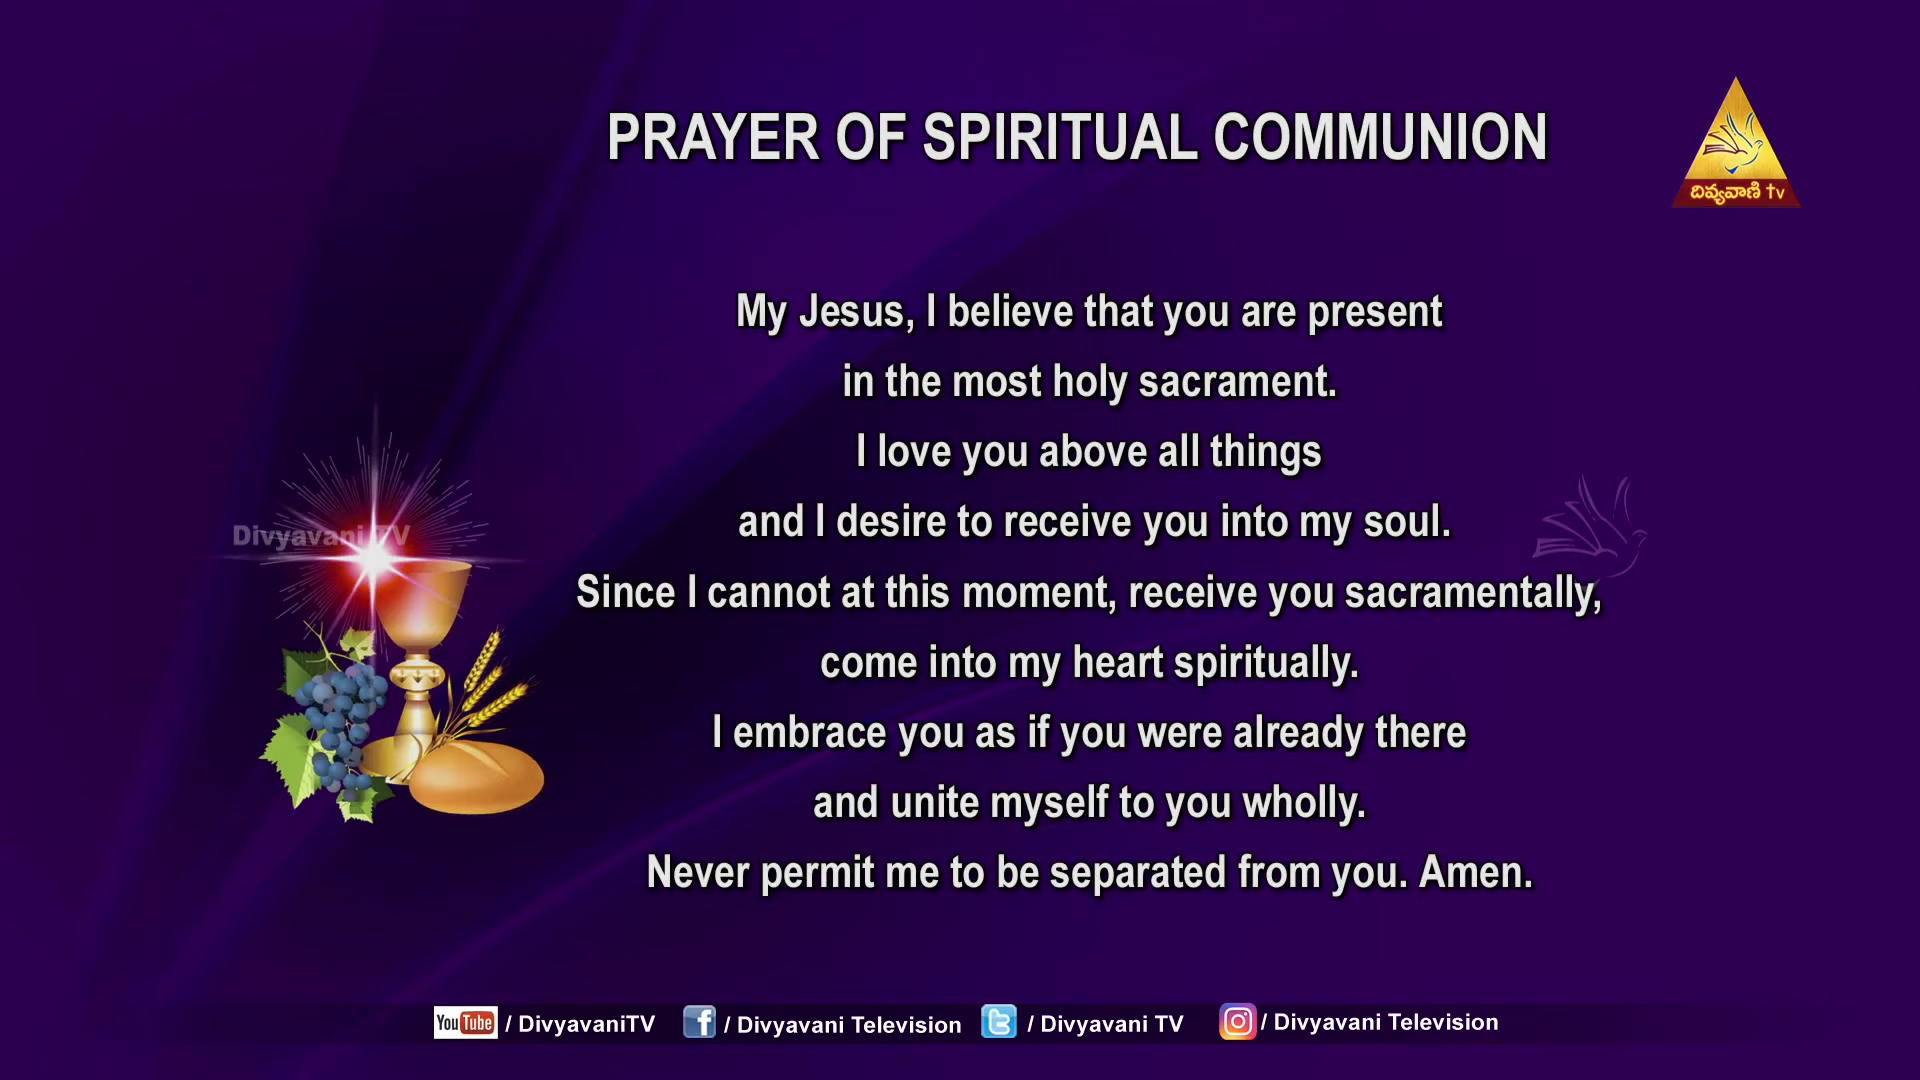 PRAYER OF SPIRITUAL COMMUNION
దివ్యవాణి tv
My Jesus, I believe that you are present
in the most holy sacrament.
I love you above all things
and I desire to receive you into my soul.
Divyavani TV
Since I cannot at this moment, receive you sacramentally,
come into my heart spiritually.
I embrace you as if you were already there
and unite myself to you wholly.
Never permit me to be separated from you. Amen.
YouTube / DivyavaniTV f / Divyavani Television / Divyavani TV / Divyavani Television